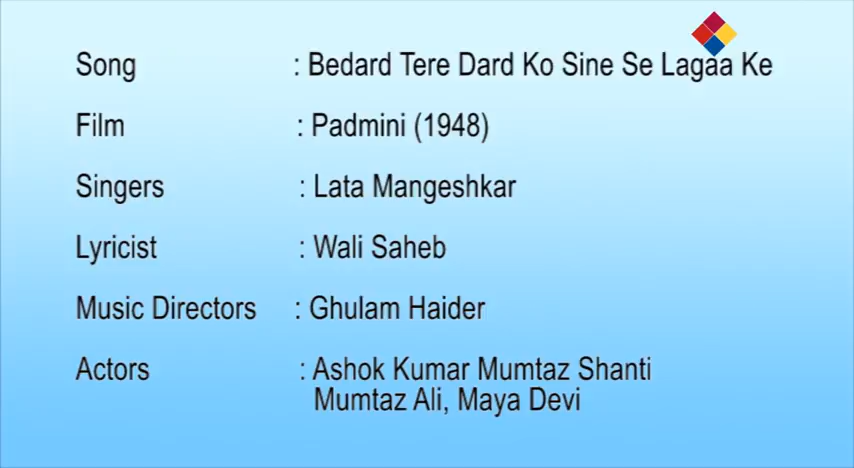 Song : Bedard Tere Dard Ko Sine Se Lagaa Ke
Film : Padmini (1948)
Singers : Lata Mangeshkar
Lyricist : Wali Saheb
Music Directors : Ghulam Haider
Actors : Ashok Kumar Mumtaz Shanti
Mumtaz Ali, Maya Devi